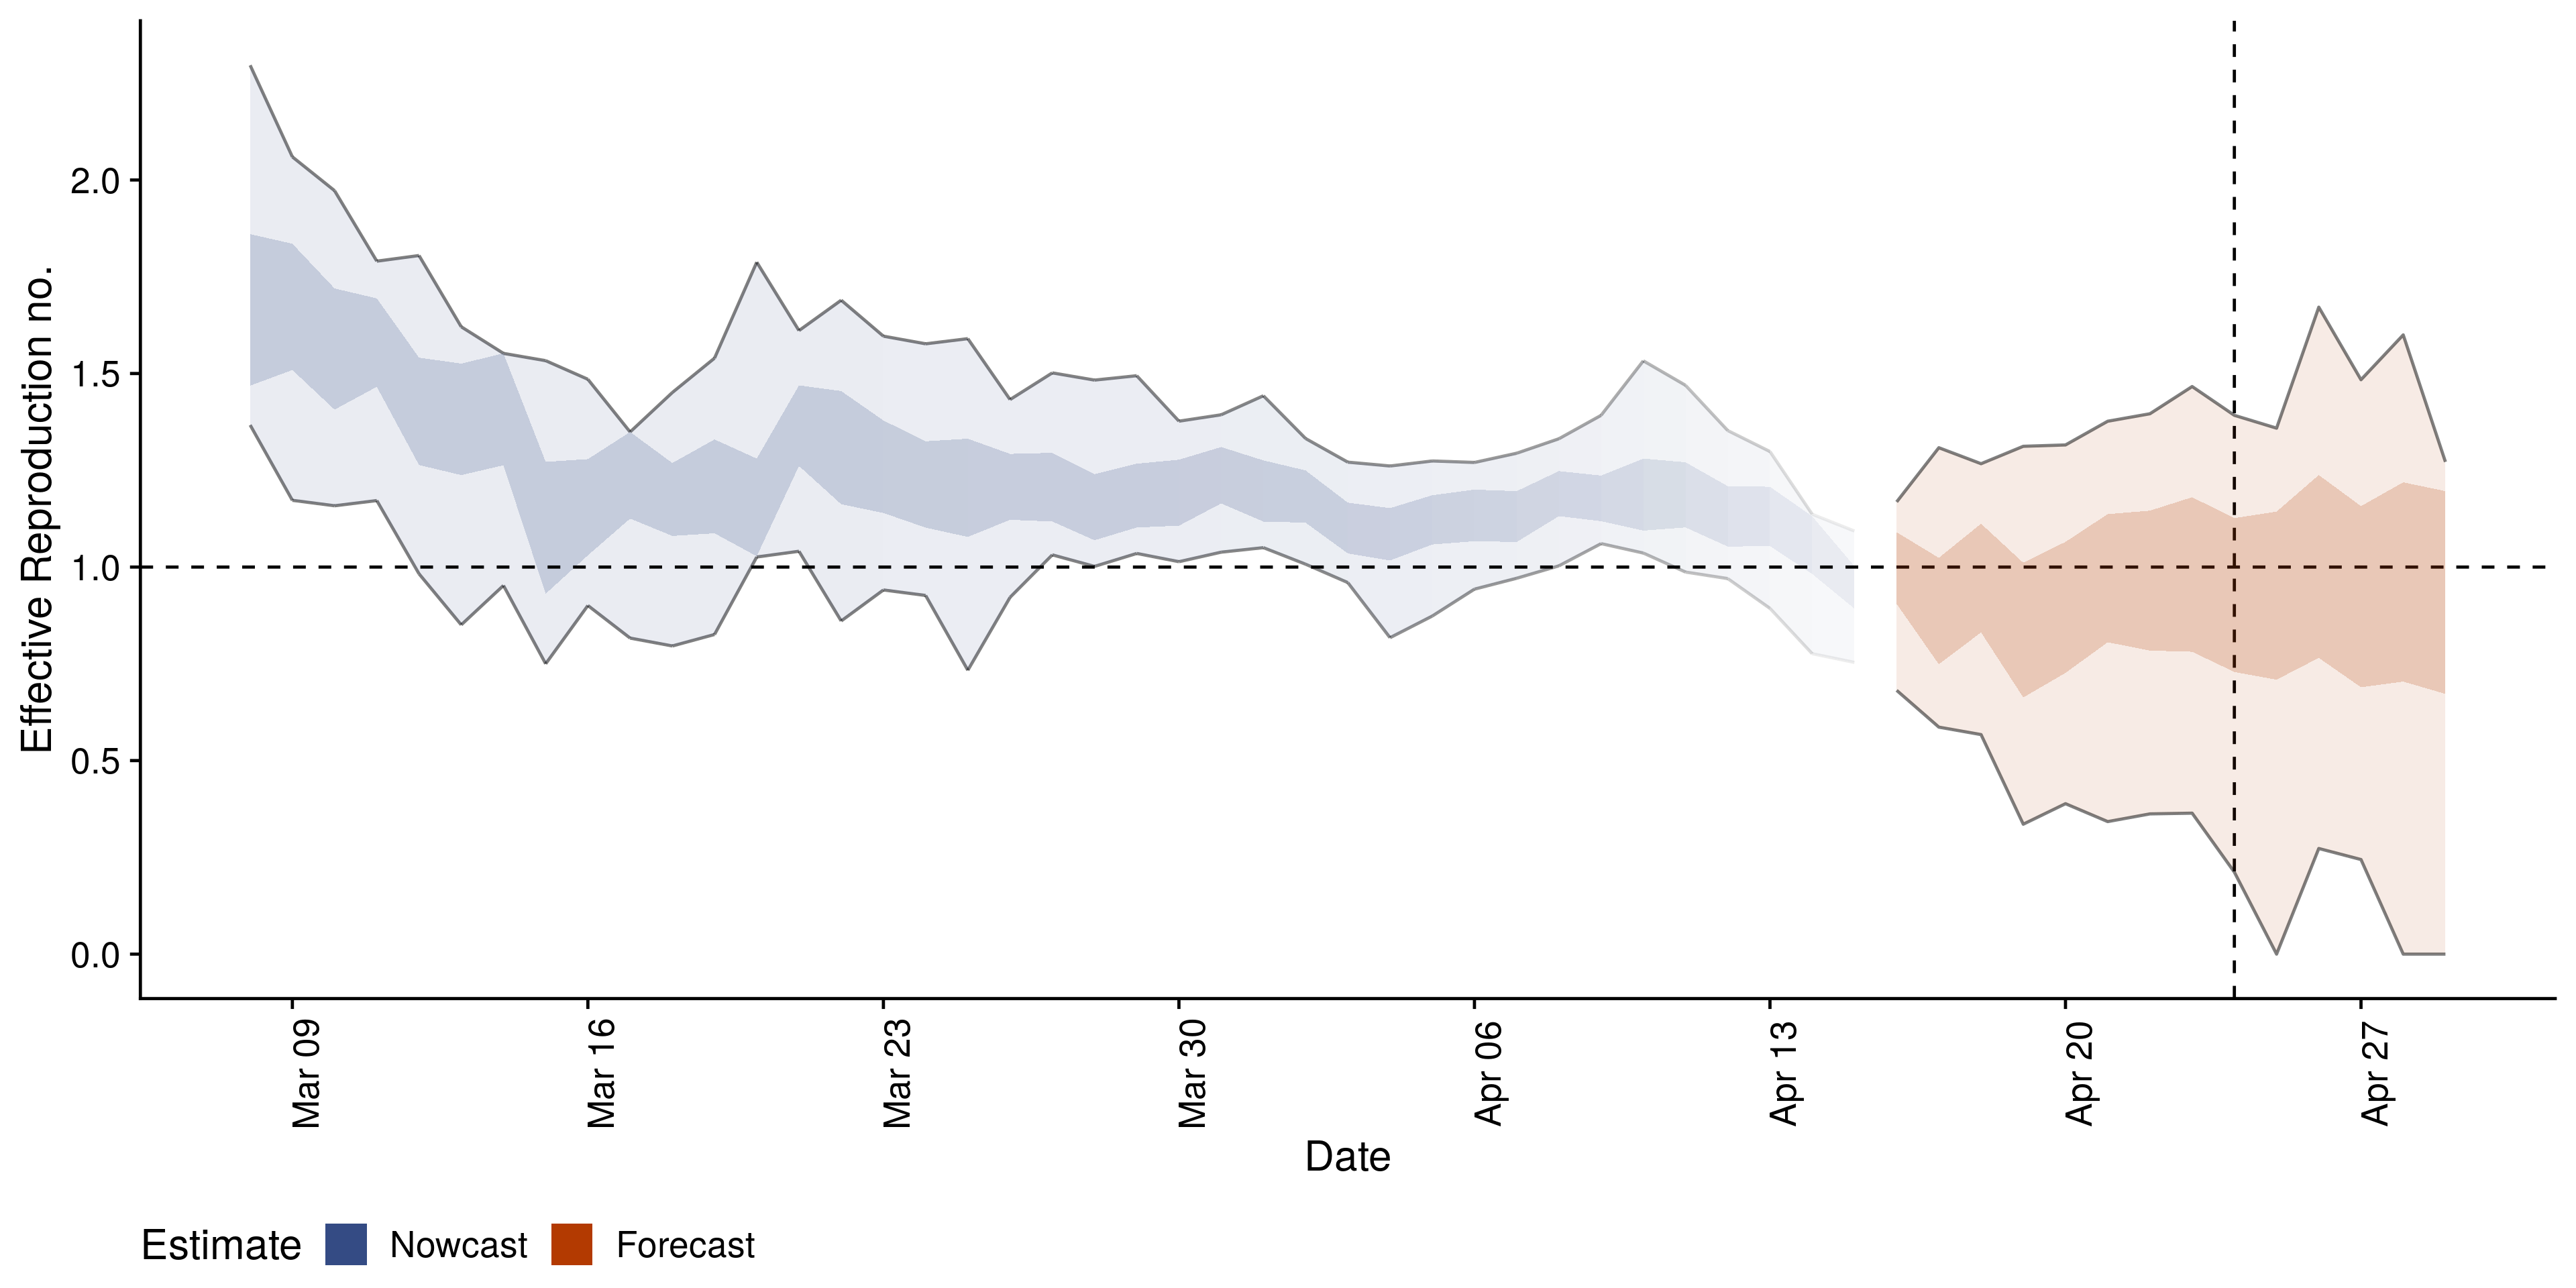 Effective Reproduction no.
2.0
1.5
1.0
0.5
0.0
Mar 09
Mar 16
Mar 23
Mar 30
Apr 06
Apr 13
Apr 20
Apr 27
Date
Estimate Nowcast Forecast